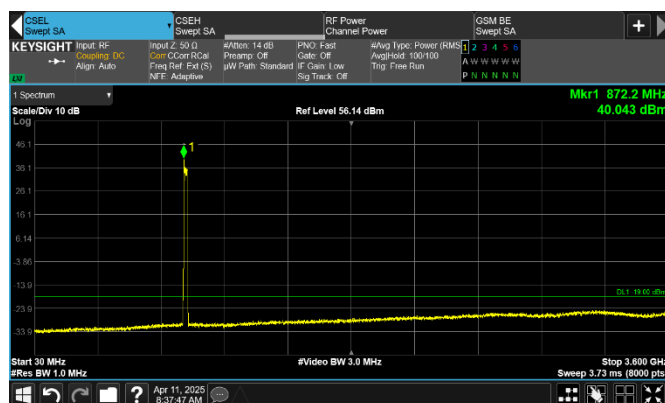 CSEL
Swept SA
CSEH
Swept SA
RF Power
Channel Power
GSM BE
Swept SA
+
KEYSIGHT
Input: RF
Coupling: DC
Align: Auto
Input Z: 50 Ω
Corr CCorr RCal
Freq Ref: Ext (S)
NFE: Adaptive
#Atten: 14 dB
Preamp: Off
µW Path: Standard
PNO: Fast
Gate: Off
IF Gain: Low
Sig Track: Off
#Avg Type: Power (RMS
Avg|Hold: 100/100
Trig: Free Run
1 2 3 4 5 6
A W W W W W
P N N N N N
1 Spectrum
Scale/Div 10 dB
Log
Ref Level 56.14 dBm
Mkr1 872.2 MHz
40.043 dBm
1
46.1
36.1
26.1
16.1
6.14
-3.86
-13.9
-23.9
-33.9
DL1 -19.00 dBm
Start 30 MHz
#Res BW 1.0 MHz
#Video BW 3.0 MHz
Stop 3.600 GHz
Sweep 3.73 ms (8000 pts)
?
Apr 11, 2025
8:37:47 AM